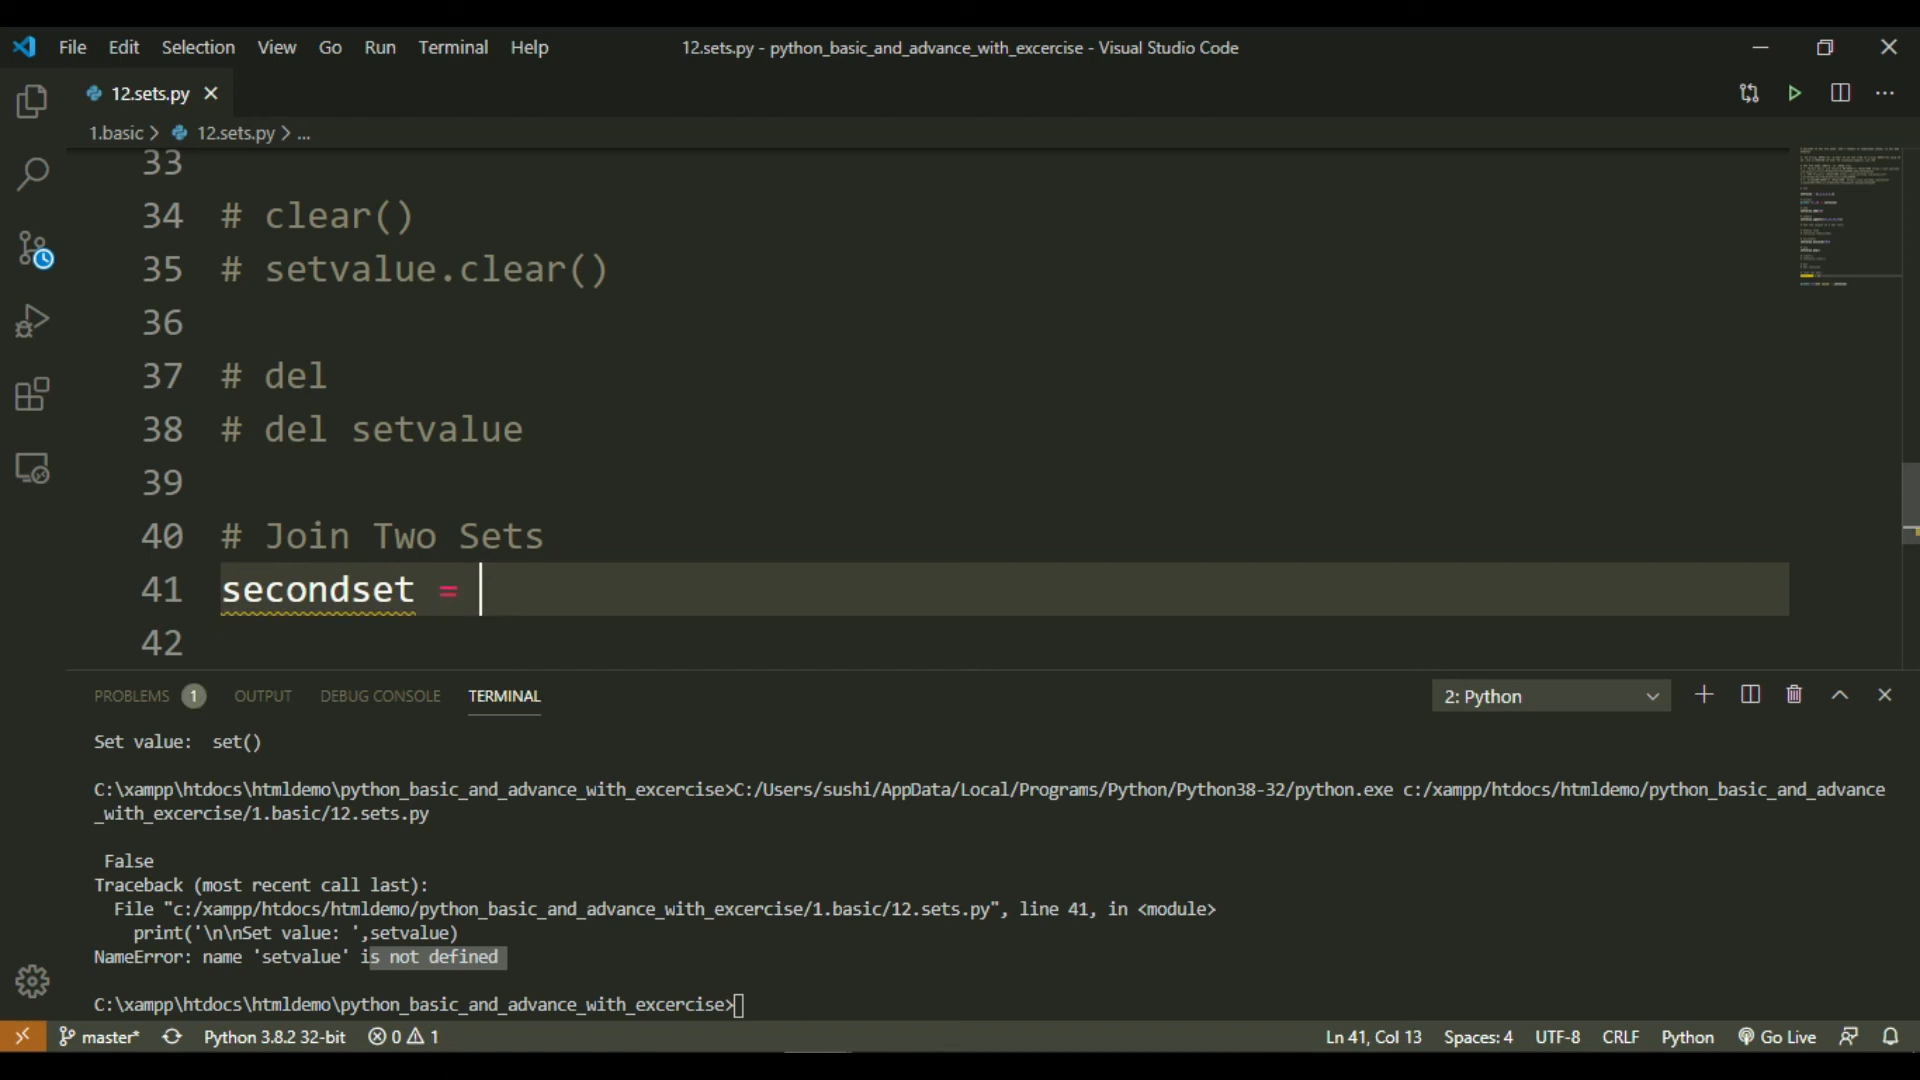 File Edit Selection View Go Run Terminal Help 12.sets.py - python_basic_and_advance_with_excercise - Visual Studio Code
12.sets.py
1.basic > 12.sets.py > ...
33
34 # clear()
35 # setvalue.clear()
36
37 # del
38 # del setvalue
39
40 # Join Two Sets
41 secondset =
42
PROBLEMS 1 OUTPUT DEBUG CONSOLE TERMINAL 2: Python
Set value:  set()
C:\xampp\htdocs\htmldemo\python_basic_and_advance_with_excercise>C:/Users/sushi/AppData/Local/Programs/Python/Python38-32/python.exe c:/xampp/htdocs/htmldemo/python_basic_and_advance
_with_excercise/1.basic/12.sets.py
False
Traceback (most recent call last):
File "c:/xampp/htdocs/htmldemo/python_basic_and_advance_with_excercise/1.basic/12.sets.py", line 41, in <module>
print('\n\nSet value: ',setvalue)
NameError: name 'setvalue' is not defined
C:\xampp\htdocs\htmldemo\python_basic_and_advance_with_excercise>
master* Python 3.8.2 32-bit 0 1 Ln 41, Col 13 Spaces: 4 UTF-8 CRLF Python Go Live